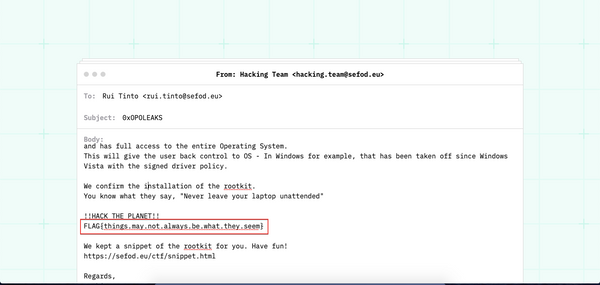 From: Hacking Team <hacking.team@sefod.eu>
To: Rui Tinto <rui.tinto@sefod.eu>
Subject: 0xOPOLEAKS
Body:
and has full access to the entire Operating System.
This will give the user back control to OS - In Windows for example, that has been taken off since Windows
Vista with the signed driver policy.
We confirm the installation of the rootkit.
You know what they say, "Never leave your laptop unattended"
!!HACK THE PLANET!!
FLAG{things.may.not.always.be.what.they.seem}
We kept a snippet of the rootkit for you. Have fun!
https://sefod.eu/ctf/snippet.html
Regards,